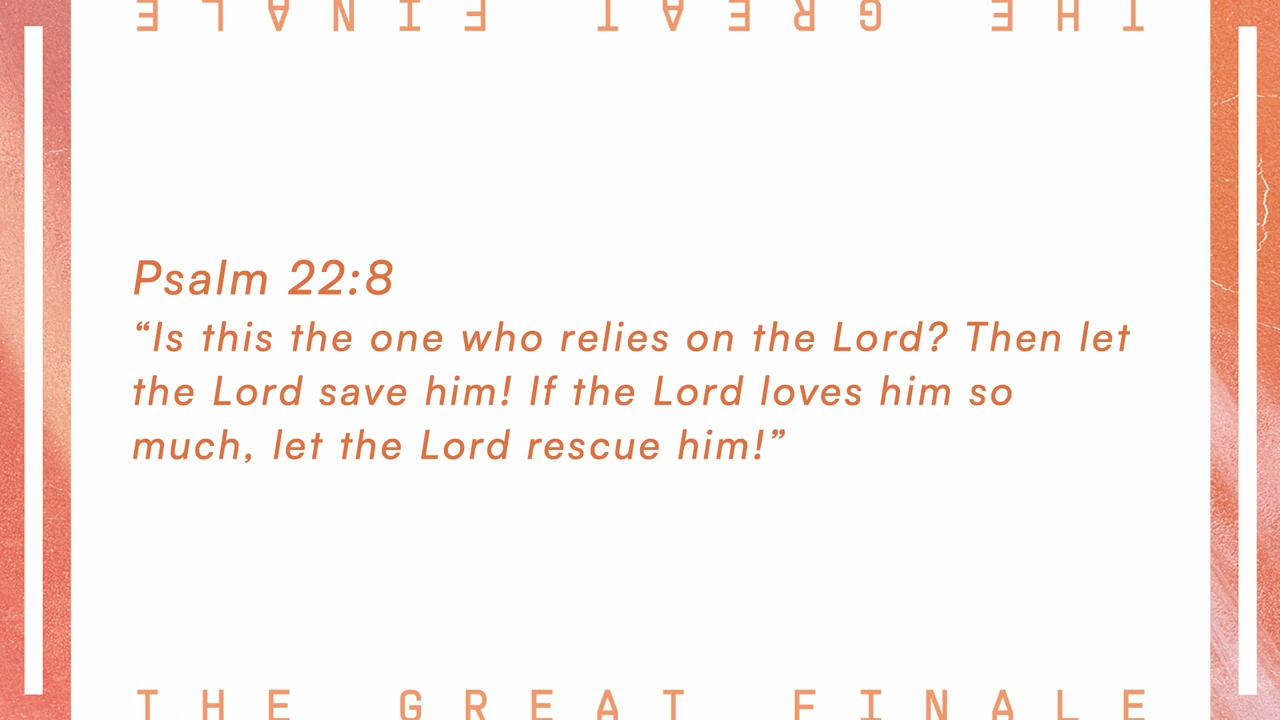 THE GREAT FINALE
Psalm 22:8
“Is this the one who relies on the Lord? Then let
the Lord save him! If the Lord loves him so
much, let the Lord rescue him!”
THE GREAT FINALE